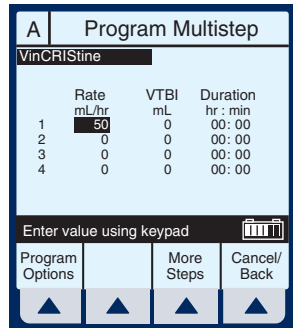 A Program Multistep
VinCRIStine
Rate VTBI Duration
mL/hr mL hr : min
1 50 0 00: 00
2 0 0 00: 00
3 0 0 00: 00
4 0 0 00: 00
Enter value using keypad
Program More Cancel/
Options Steps Back